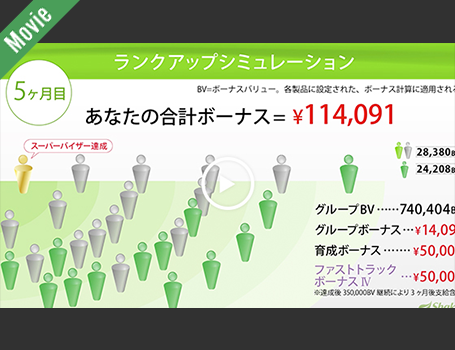 Movie
ランクアップシミュレーション
5ヶ月目
BV=ボーナスバリュー。各製品に設定された、ボーナス計算に適用される
あなたの合計ボーナス= ¥114,091
スーパーバイザー達成
28,380B
24,208B
グループBV ……740,404B
グループボーナス…¥14,09
育成ボーナス ……¥50,00
ファストトラック
ボーナスⅣ …¥50,00
※達成後 350,000BV 継続により3ヶ月後支給含